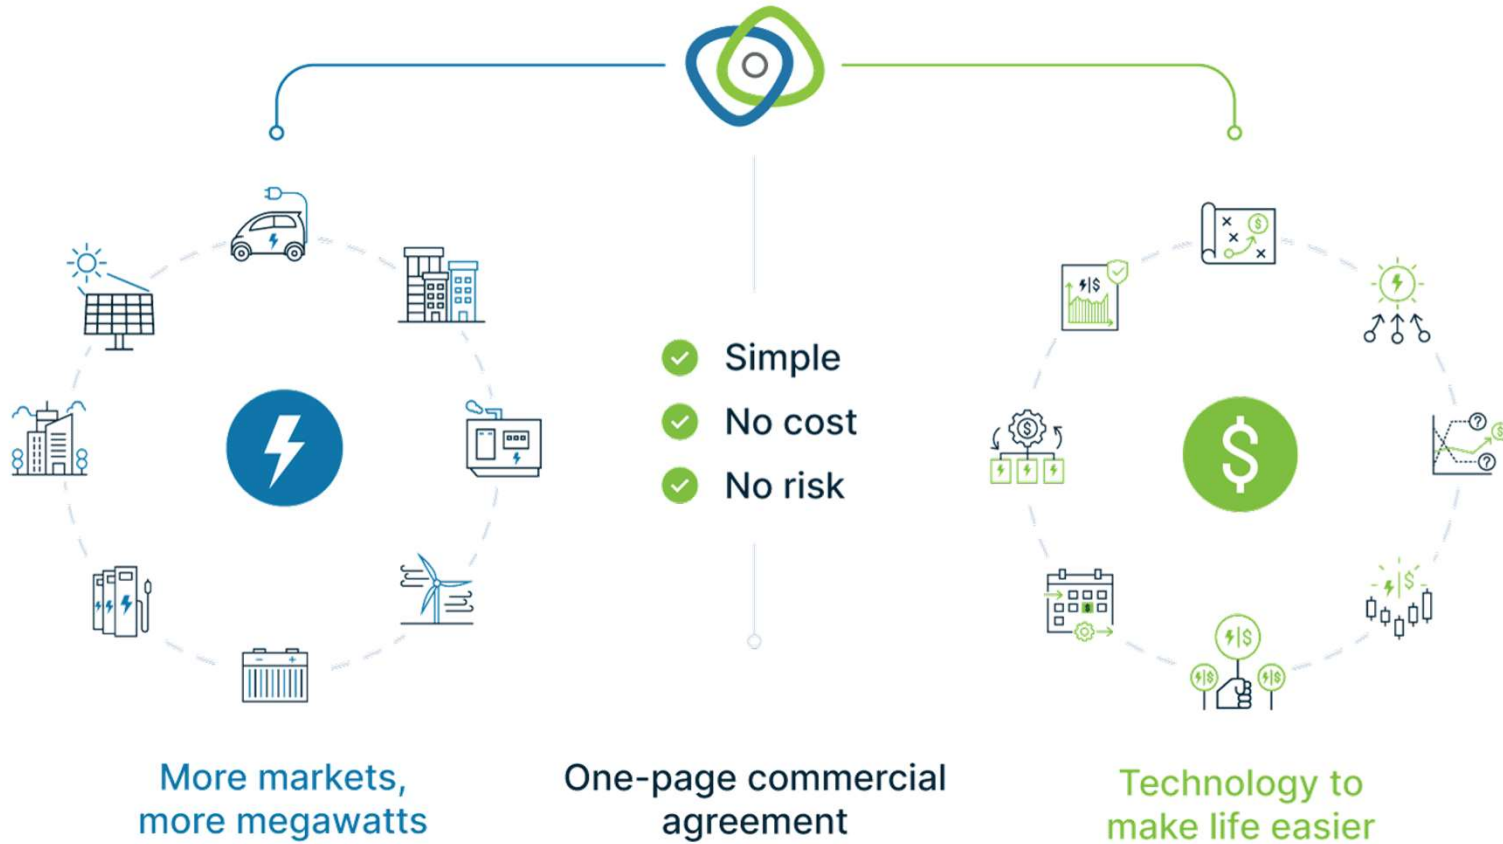 Simple
No cost
No risk
More markets,
more megawatts
One-page commercial
agreement
Technology to
make life easier